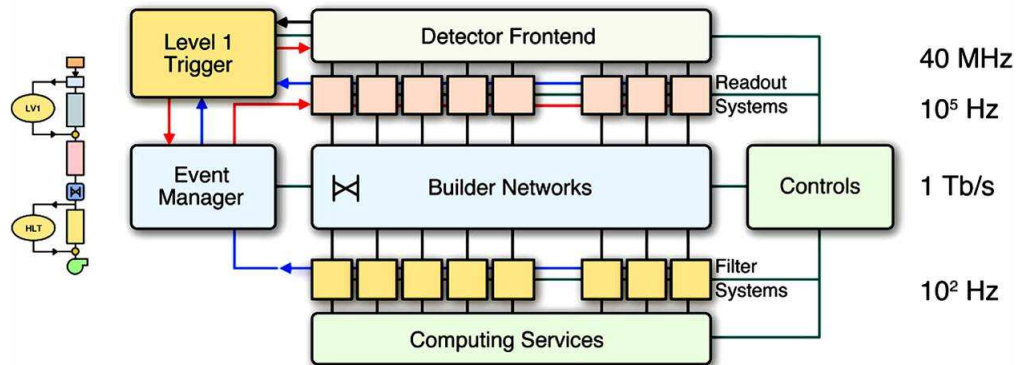 Level 1
Trigger
Detector Frontend
40 MHz
Readout
Systems
10⁵ Hz
LV1
Event
Manager
Builder Networks
Controls
1 Tb/s
HLT
Filter
Systems
10² Hz
Computing Services